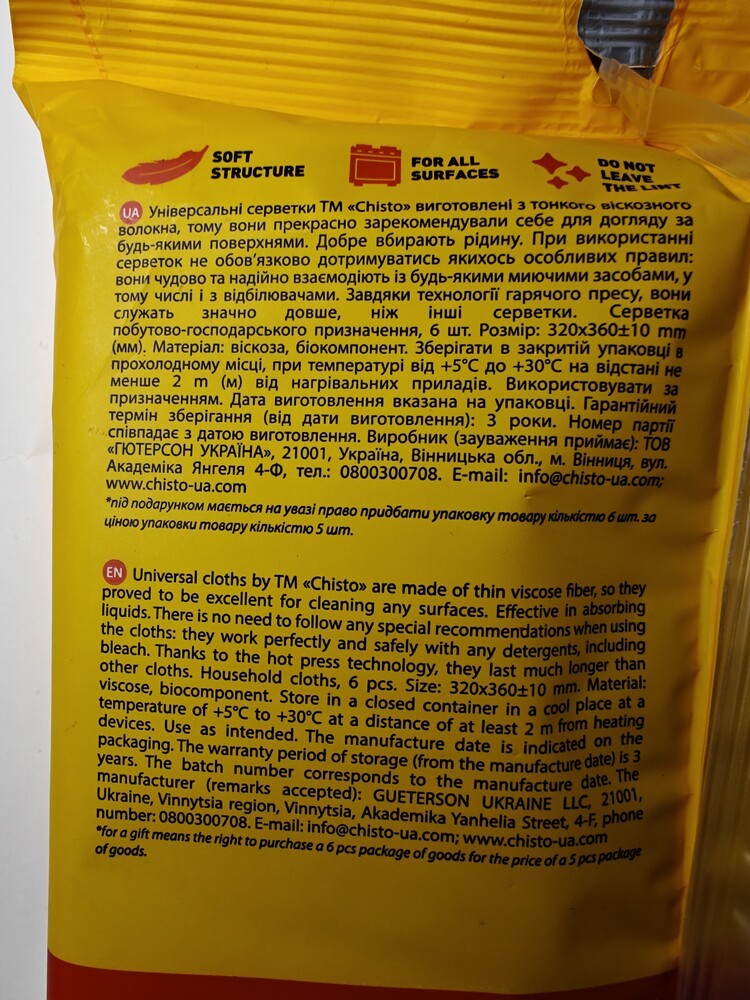 SOFT
STRUCTURE
FOR ALL
SURFACES
DO NOT
LEAVE
THE LINT
UA Універсальні серветки ТМ «Chisto» виготовлені з тонкого віскозного
волокна, тому вони прекрасно зарекомендували себе для догляду за
будь-якими поверхнями. Добре вбирають рідину. При використанні
серветок не обов'язково дотримуватись якихось особливих правил:
вони чудово та надійно взаємодіють із будь-якими миючими засобами, у
тому числі і з відбілювачами. Завдяки технології гарячого пресу, вони
служать значно довше, ніж інші серветки. Серветка
побутово-господарського призначення, 6 шт. Розмір: 320х360±10 mm
(мм). Матеріал: віскоза, біокомпонент. Зберігати в закритій упаковці в
прохолодному місці, при температурі від +5°С до +30°С на відстані не
менше 2 m (м) від нагрівальних приладів. Використовувати за
призначенням. Дата виготовлення вказана на упаковці. Гарантійний
термін зберігання (від дати виготовлення): 3 роки. Номер партії
співпадає з датою виготовлення. Виробник (зауваження приймає): ТОВ
«ГЮТЕРСОН УКРАЇНА», 21001, Україна, Вінницька обл., м. Вінниця, вул.
Академіка Янгеля 4-Ф, тел.: 0800300708. E-mail: info@chisto-ua.com;
www.chisto-ua.com
*під подарунком мається на увазі право придбати упаковку товару кількістю 6 шт. за
ціною упаковки товару кількістю 5 шт.
EN Universal cloths by TM «Chisto» are made of thin viscose fiber, so they
proved to be excellent for cleaning any surfaces. Effective in absorbing
liquids. There is no need to follow any special recommendations when using
the cloths: they work perfectly and safely with any detergents, including
bleach. Thanks to the hot press technology, they last much longer than
other cloths. Household cloths, 6 pcs. Size: 320x360±10 mm. Material:
viscose, biocomponent. Store in a closed container in a cool place at a
temperature of +5°C to +30°C at a distance of at least 2 m from heating
devices. Use as intended. The manufacture date is indicated on the
packaging. The warranty period of storage (from the manufacture date) is 3
years. The batch number corresponds to the manufacture date. The
manufacturer (remarks accepted): GUETERSON UKRAINE LLC, 21001,
Ukraine, Vinnytsia region, Vinnytsia, Akademika Yanhelia Street, 4-F, phone
number: 0800300708. E-mail: info@chisto-ua.com; www.chisto-ua.com
*for a gift means the right to purchase a 6 pcs package of goods for the price of a 5 pcs package
of goods.